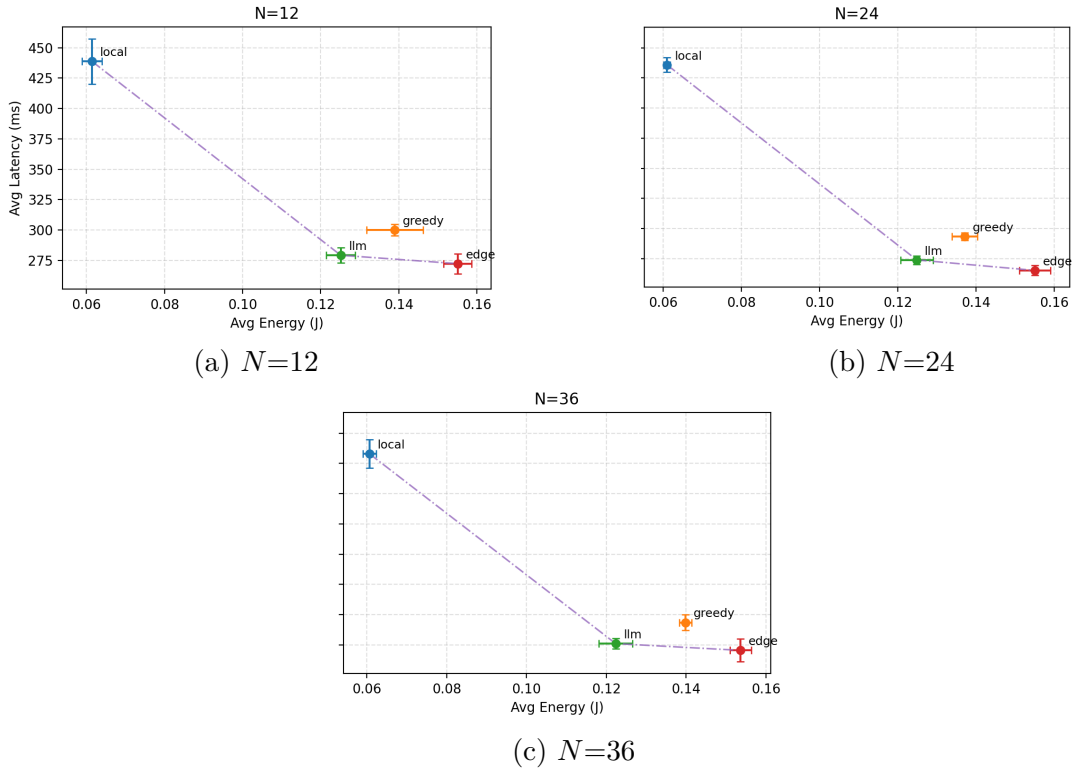 N=12
450
425
400
375
350
325
300
275
Avg Latency (ms)
local
greedy
llm
edge
0.06 0.08 0.10 0.12 0.14 0.16
Avg Energy (J)
(a) N=12
N=24
local
greedy
llm
edge
0.06 0.08 0.10 0.12 0.14 0.16
Avg Energy (J)
(b) N=24
N=36
local
greedy
llm
edge
0.06 0.08 0.10 0.12 0.14 0.16
Avg Energy (J)
(c) N=36